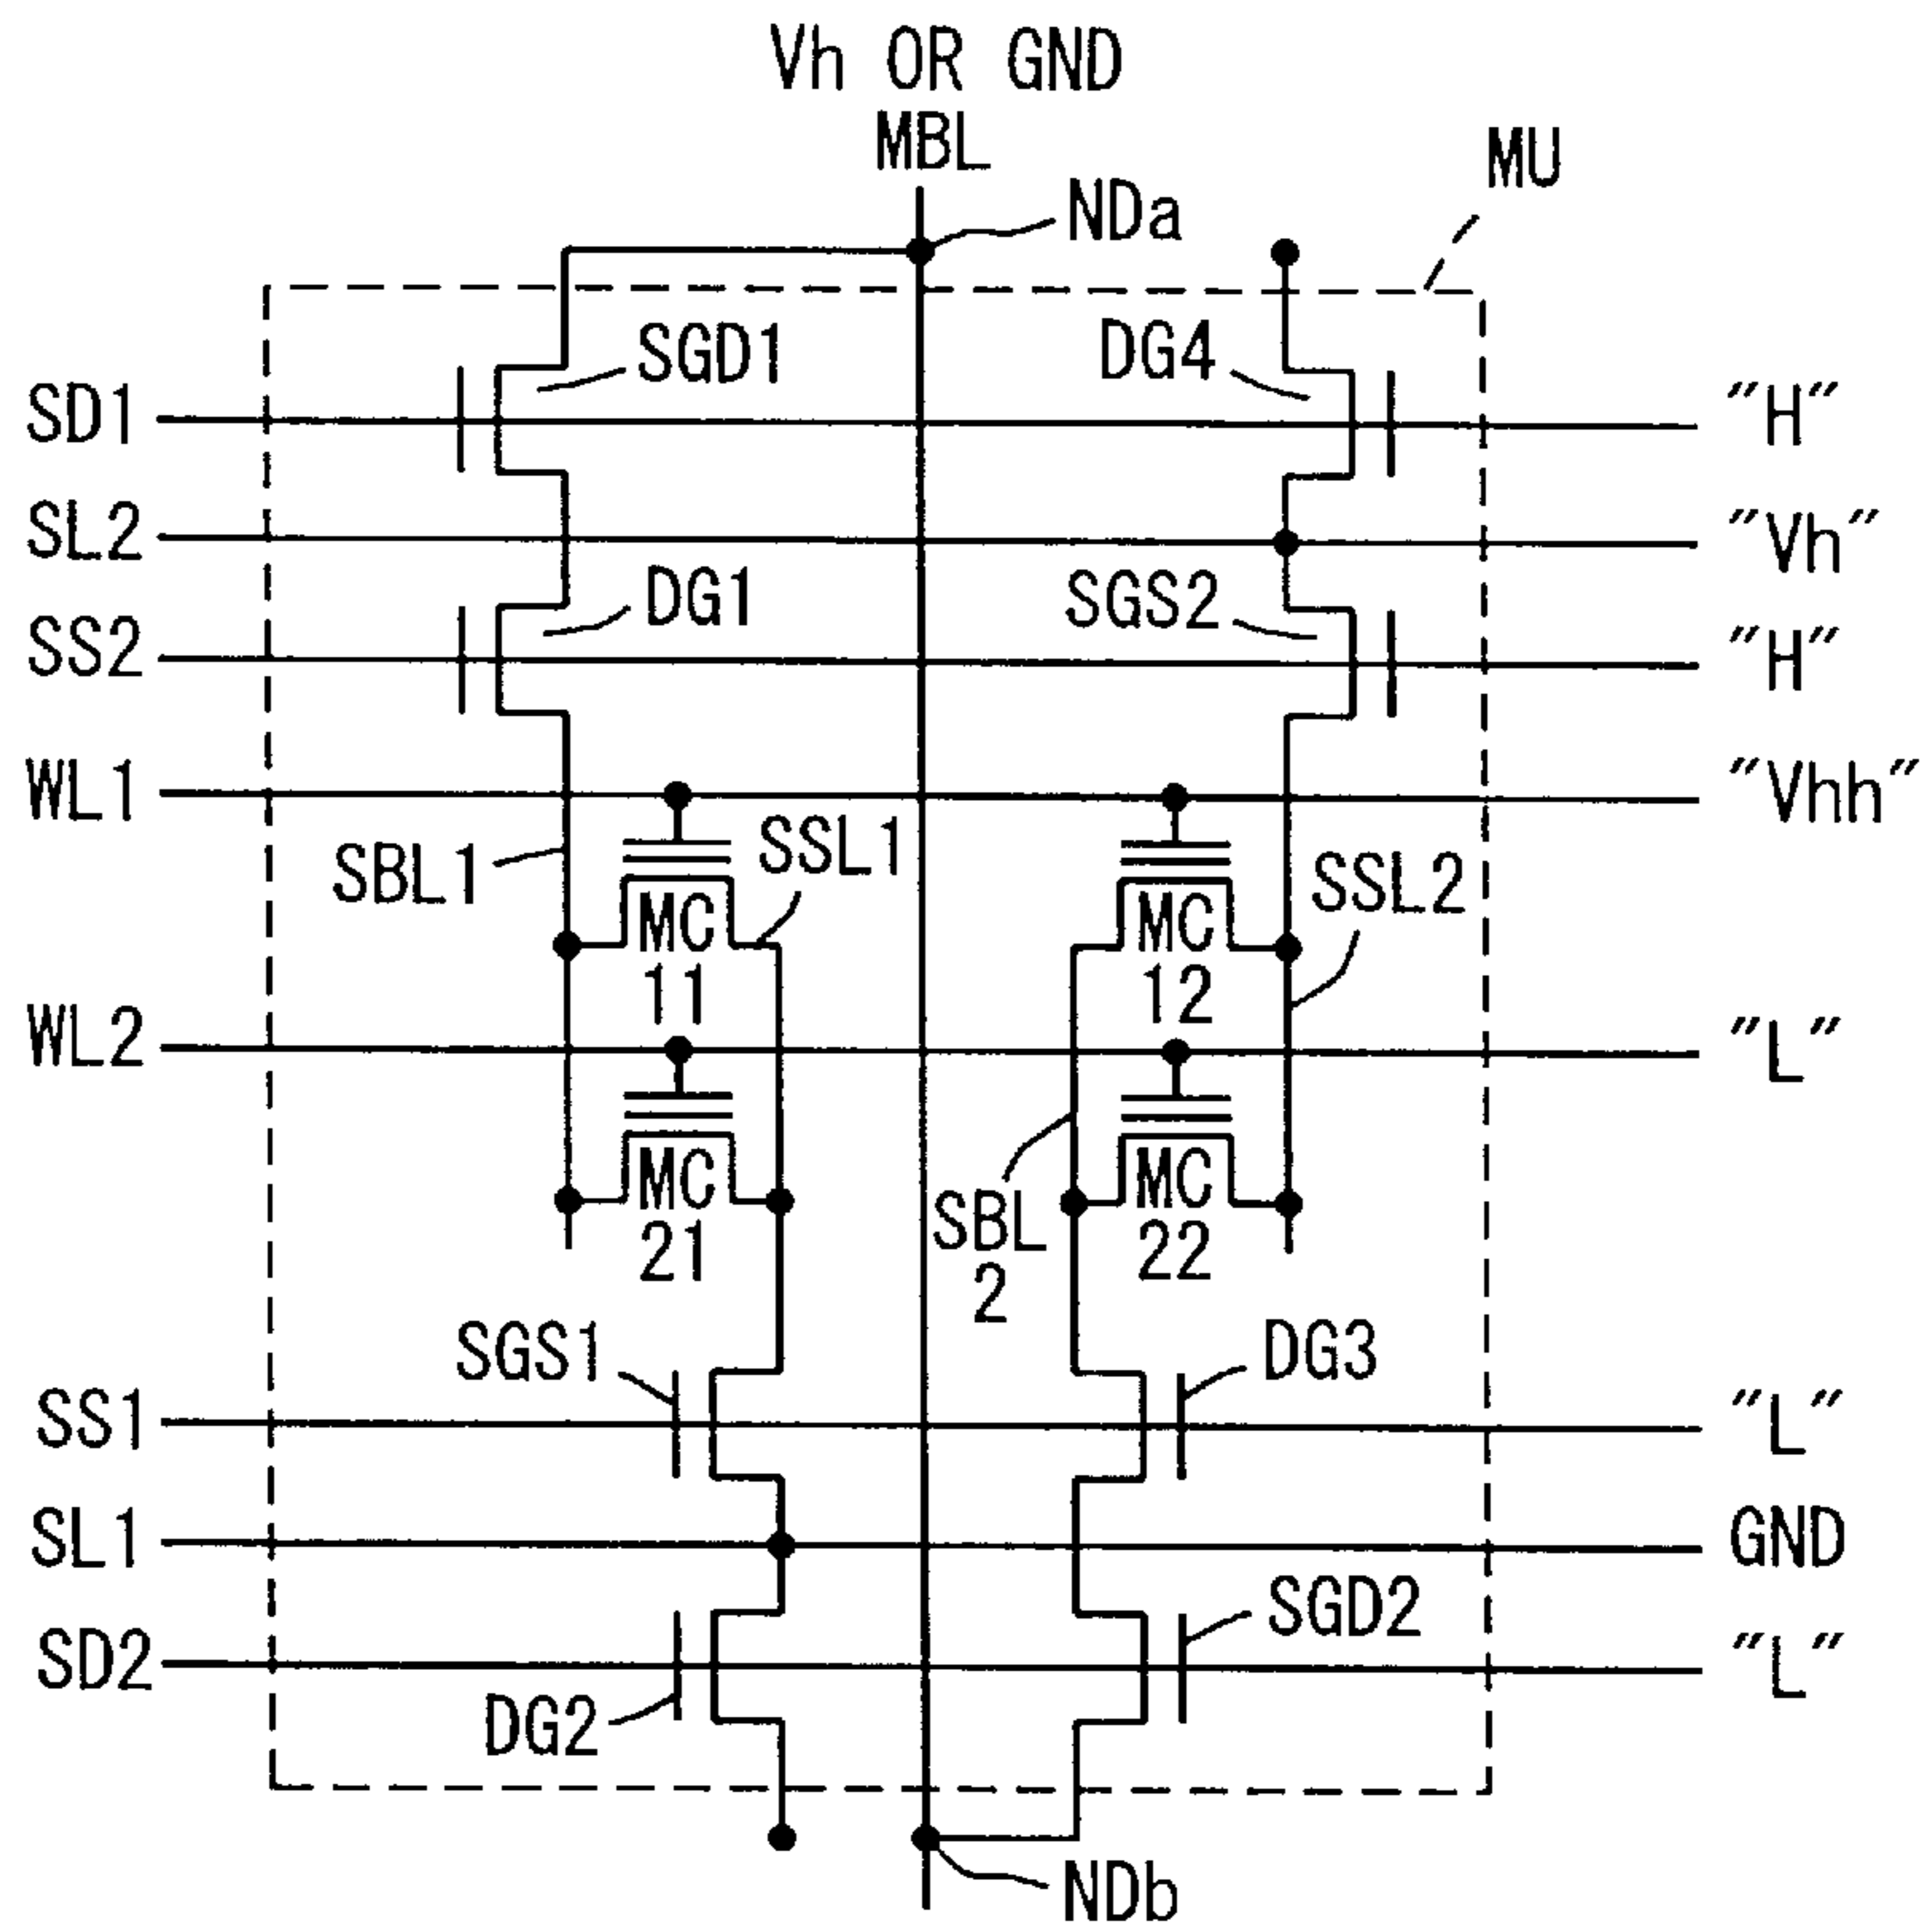 Vh OR GND
MBL
MU
NDa
SGD1
DG4
SD1
"H"
SL2
"Vh"
DG1
SGS2
SS2
"H"
WL1
"Vhh"
SSL1
SBL1
SSL2
MC
11
MC
12
WL2
"L"
MC
21
MC
22
SBL
2
SGS1
DG3
SS1
"L"
SL1
GND
SGD2
SD2
"L"
DG2
NDb